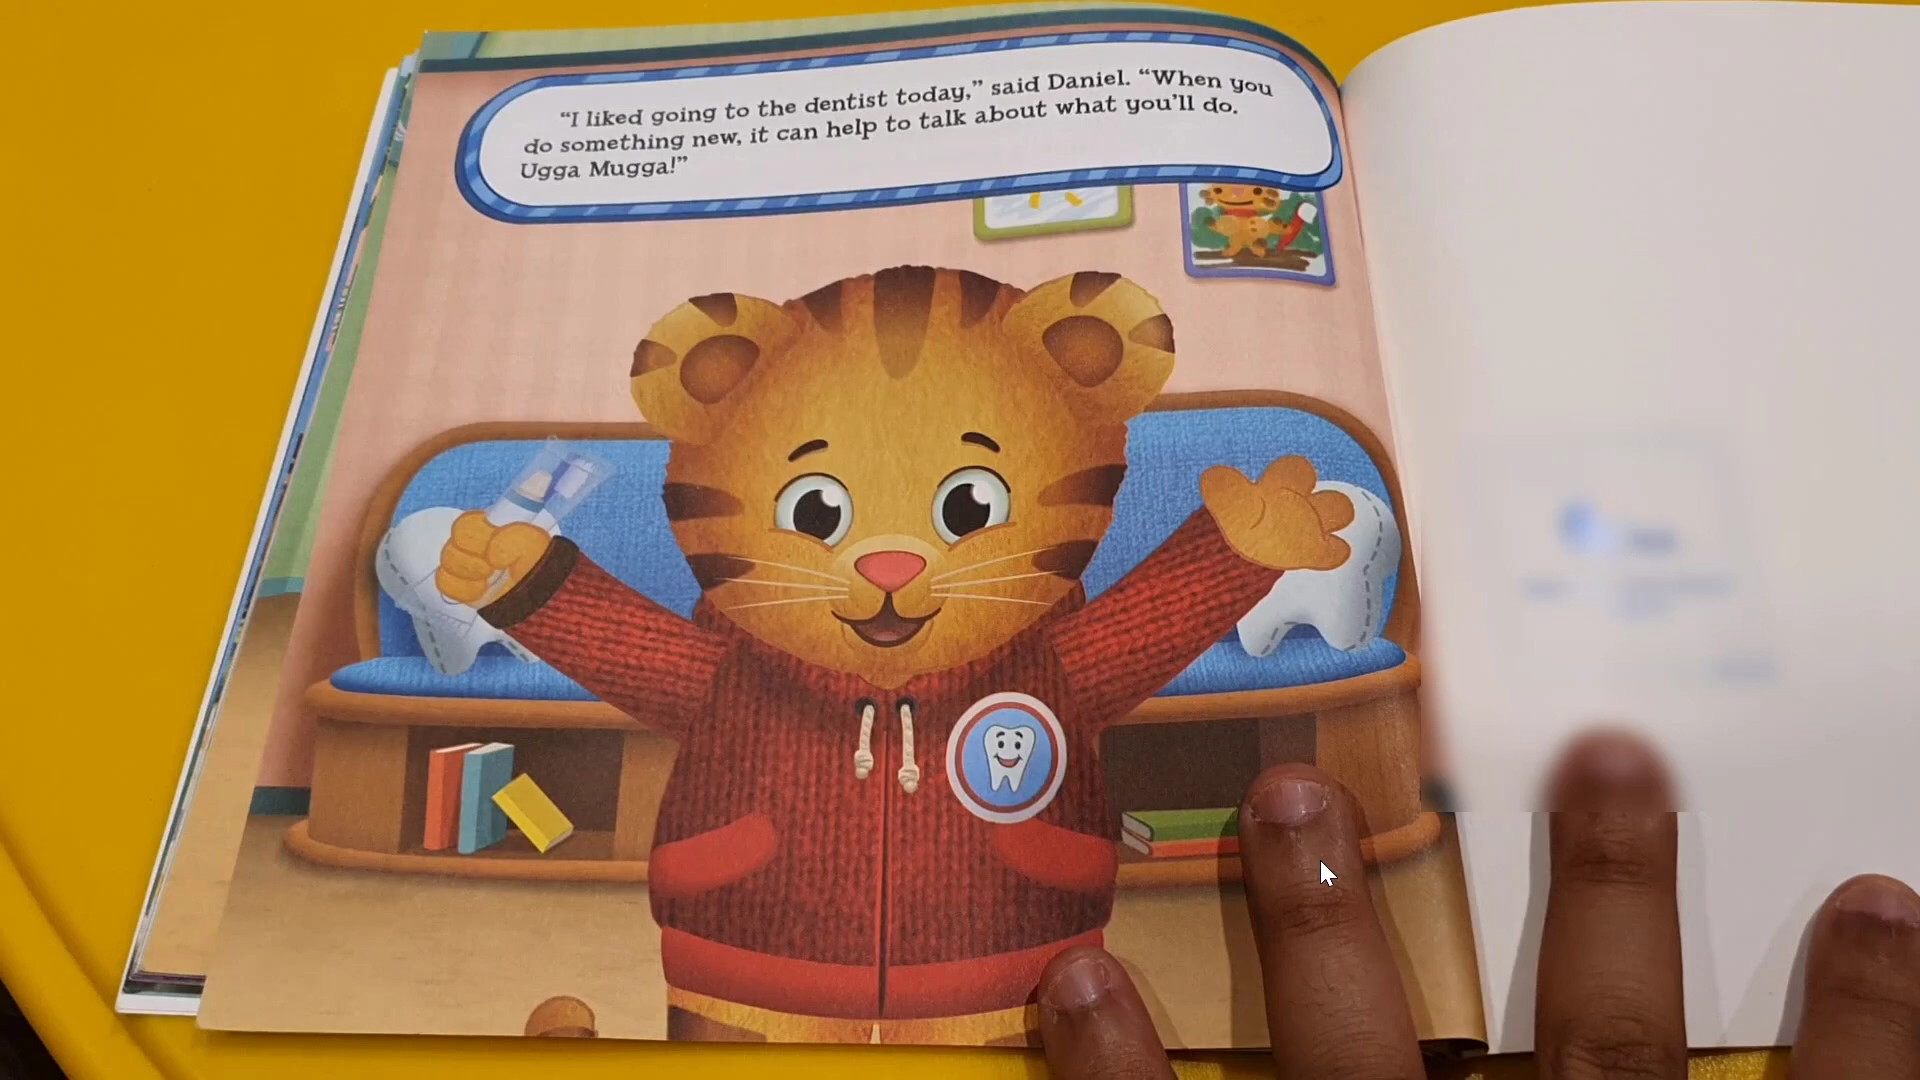 “I liked going to the dentist today,” said Daniel. “When you
do something new, it can help to talk about what you’ll do.
Ugga Mugga!”